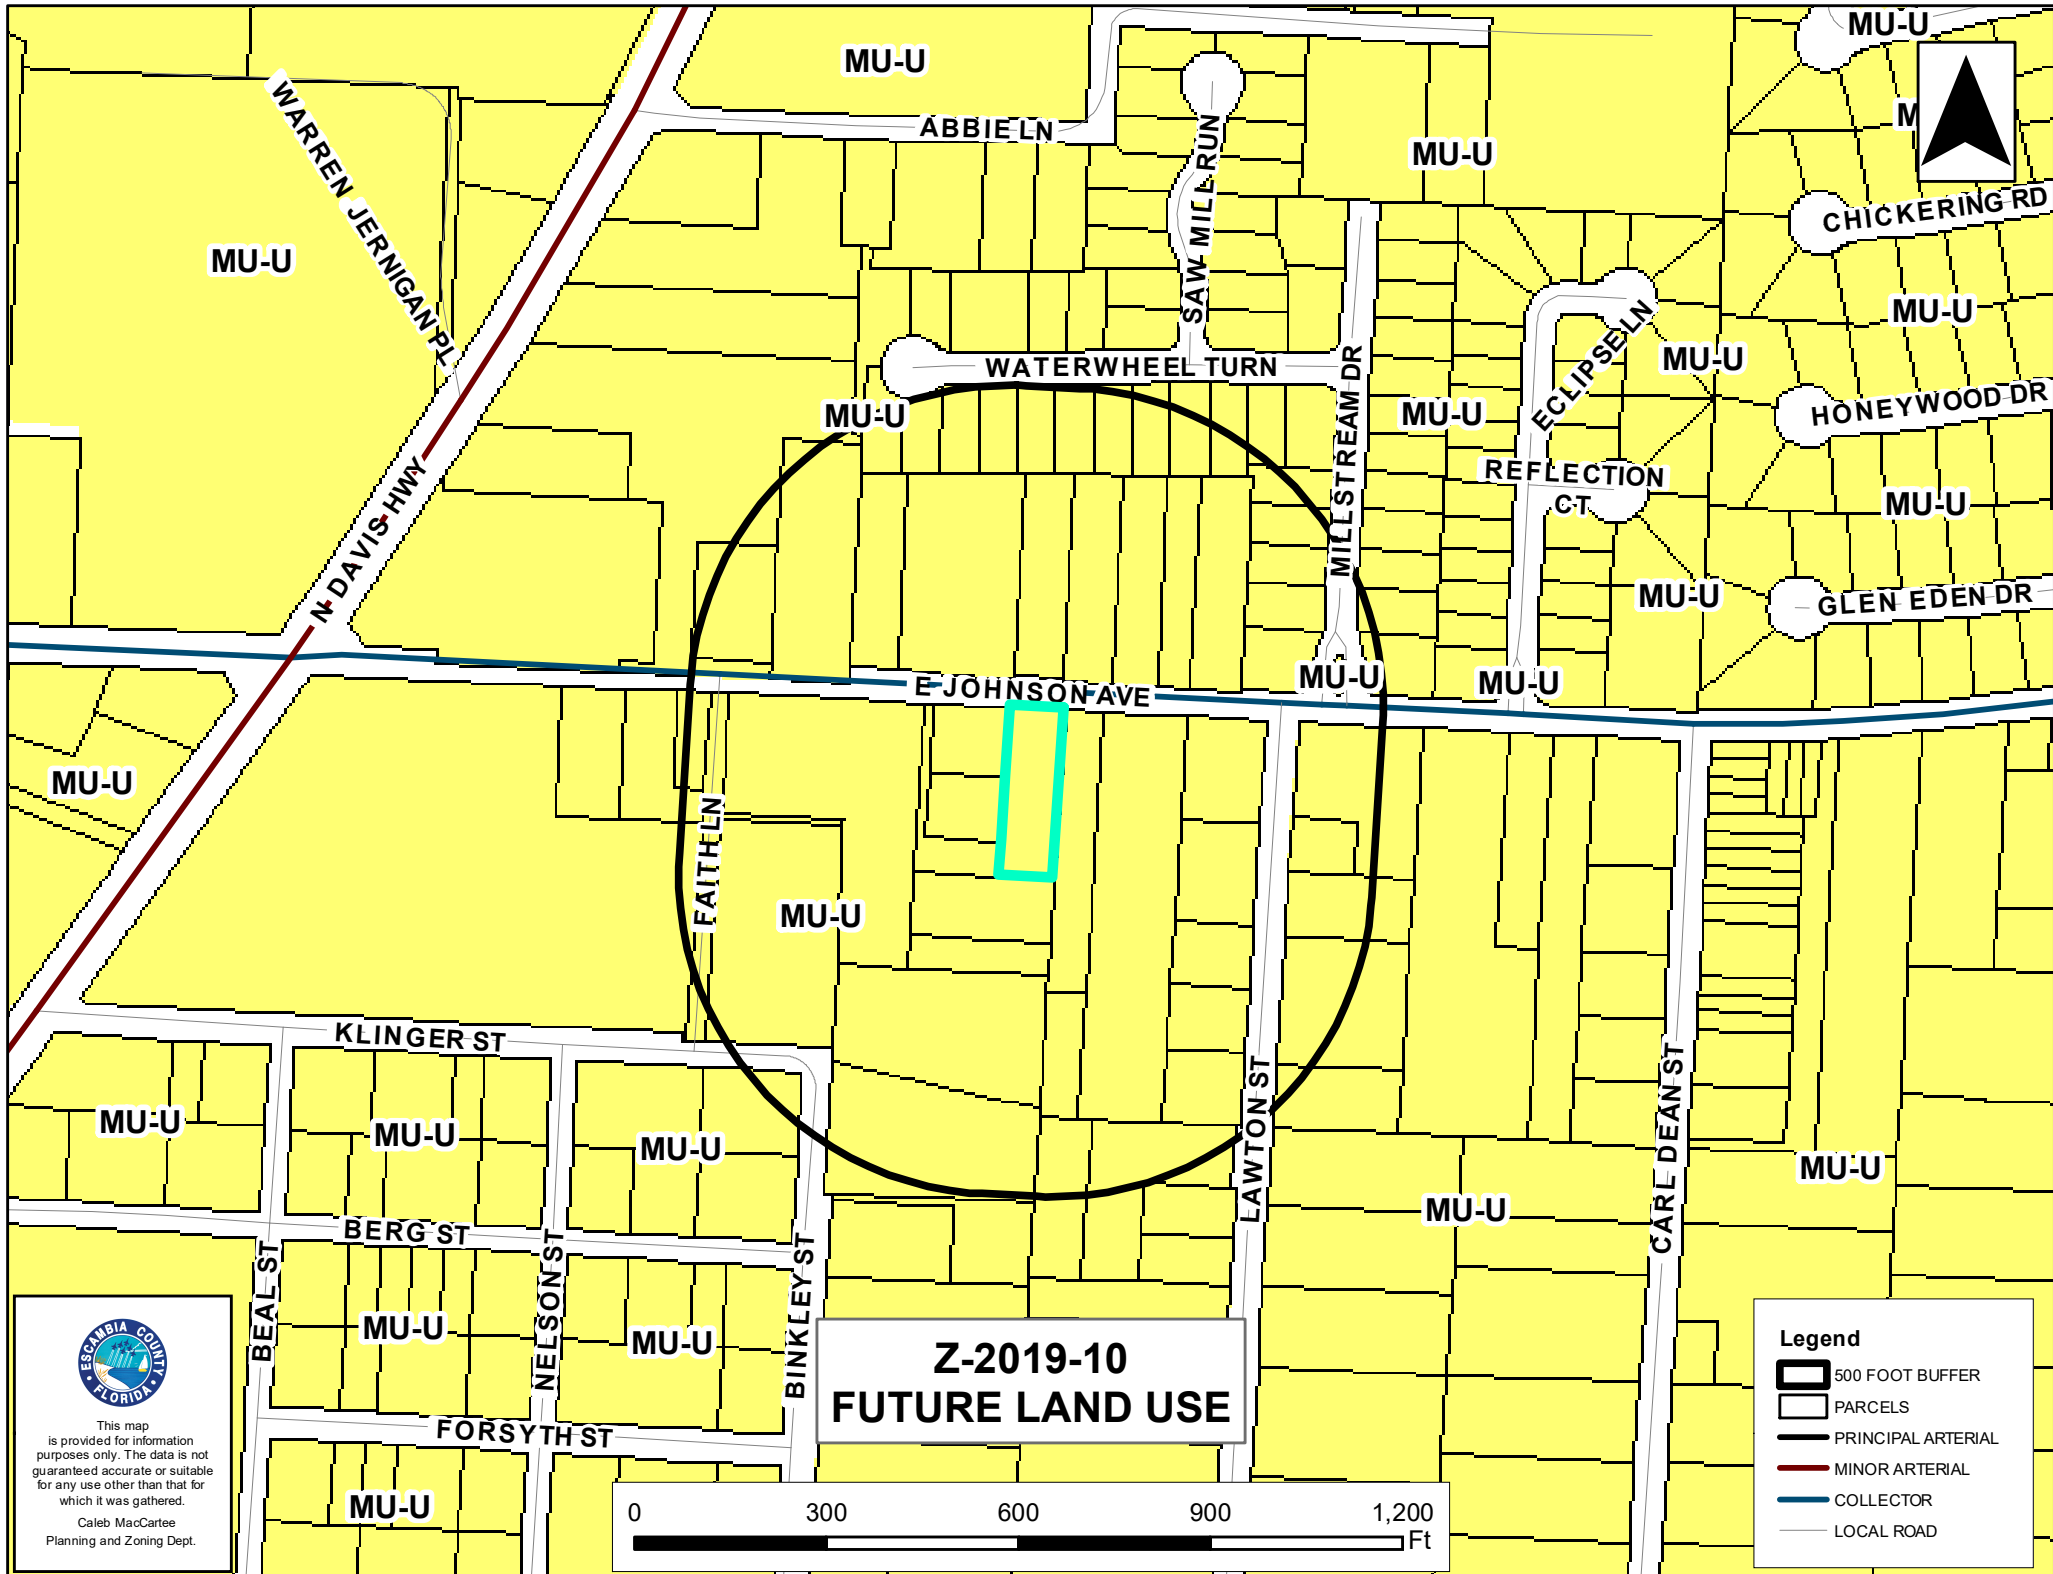 MU-U
MU-U
M
ABBIE LN
WARREN JERNIGAN PL
SAW MILL RUN
MU-U
CHICKERING RD
MU-U
MU-U
ECLIPSE LN
MU-U
WATERWHEEL TURN
MILLSTREAM DR
MU-U
MU-U
HONEYWOOD DR
REFLECTION
CT
MU-U
N DAVIS HWY
MU-U
GLEN EDEN DR
MU-U
MU-U
E JOHNSON AVE
MU-U
FAITH LN
MU-U
KLINGER ST
MU-U
MU-U
MU-U
LAWTON ST
CARL DEAN ST
MU-U
MU-U
BERG ST
BEAL ST
NELSON ST
BINKLEY ST
MU-U
MU-U
FORSYTH ST
MU-U
ESCAMBIA COUNTY
FLORIDA
This map
is provided for information
purposes only. The data is not
guaranteed accurate or suitable
for any use other than that for
which it was gathered.
Caleb MacCartee
Planning and Zoning Dept.
Z-2019-10
FUTURE LAND USE
0 300 600 900 1,200
Ft
Legend
500 FOOT BUFFER
PARCELS
PRINCIPAL ARTERIAL
MINOR ARTERIAL
COLLECTOR
LOCAL ROAD